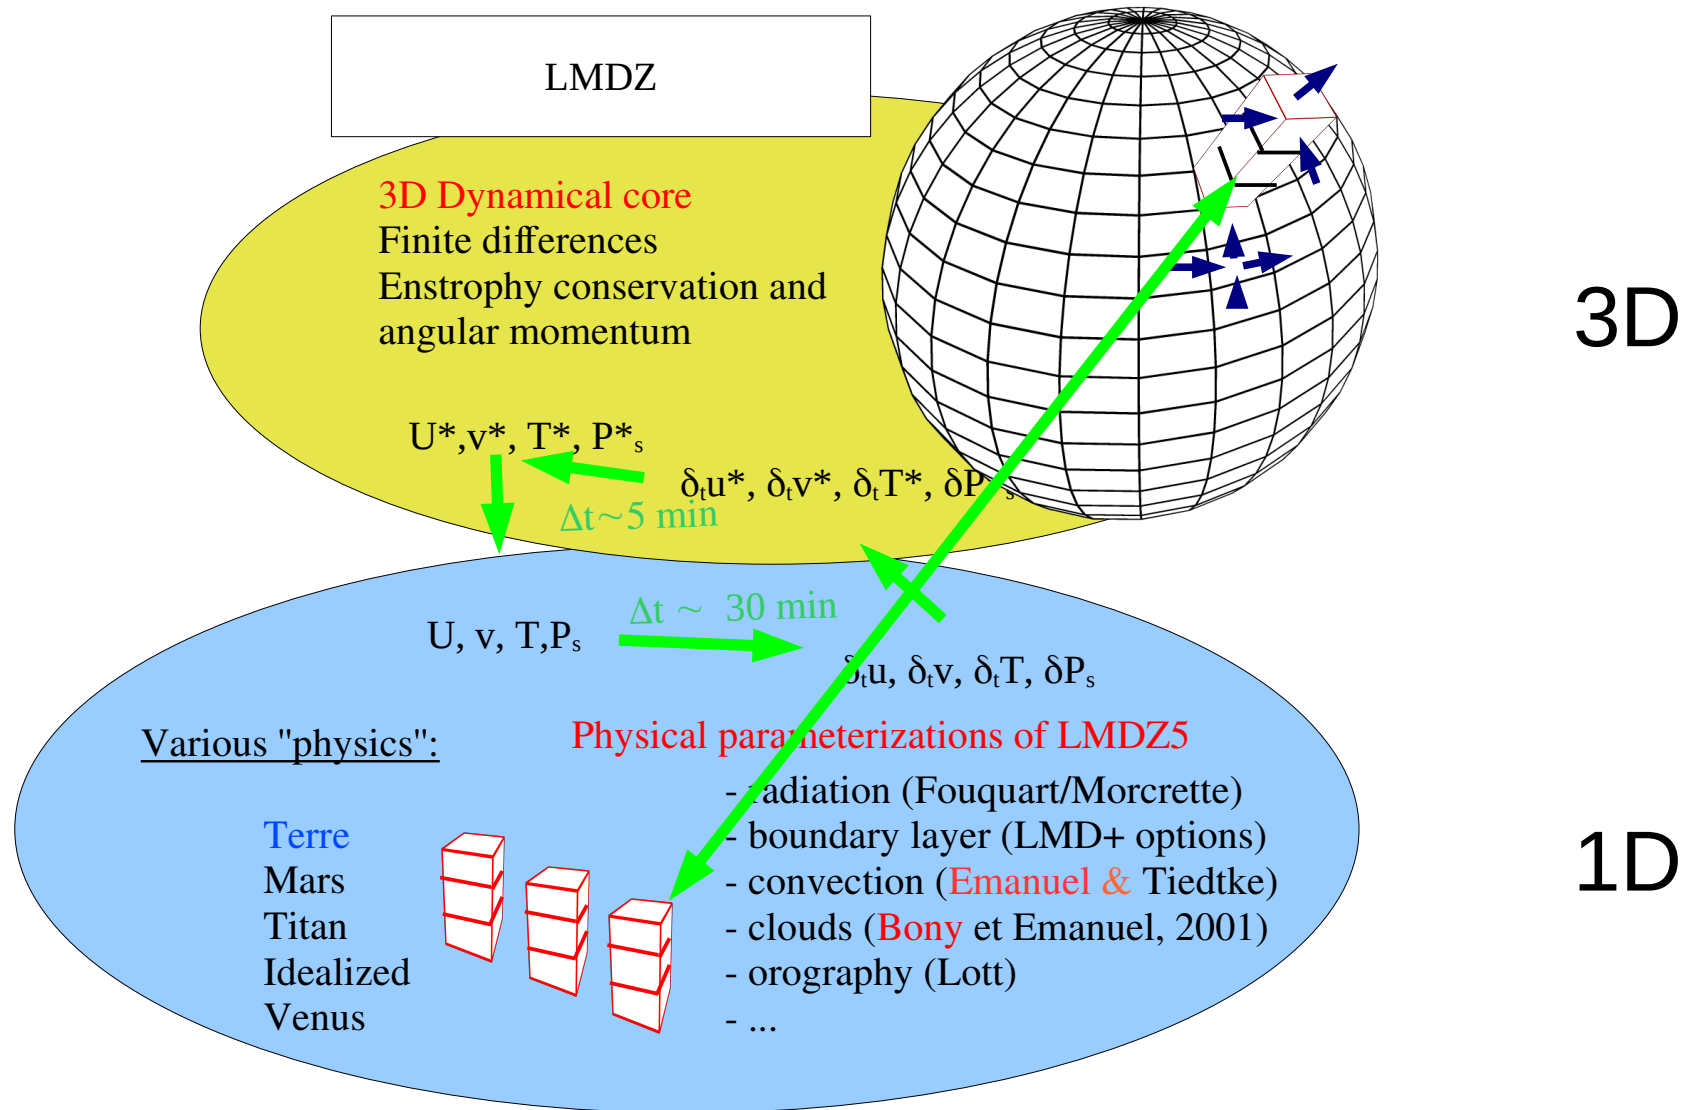 LMDZ
3D Dynamical core
Finite differences
Enstrophy conservation and
angular momentum
3D
U*,v*, T*, P*ₛ
δₜu*, δₜv*, δₜT*, δP*ₛ
Δt~5 min
Δt ~ 30 min
U, v, T,Pₛ
δₜu, δₜv, δₜT, δPₛ
Various "physics":
Physical parameterizations of LMDZ5
- radiation (Fouquart/Morcrette)
Terre
- boundary layer (LMD+ options)
1D
Mars
- convection (Emanuel & Tiedtke)
Titan
- clouds (Bony et Emanuel, 2001)
Idealized
- orography (Lott)
Venus
- ...